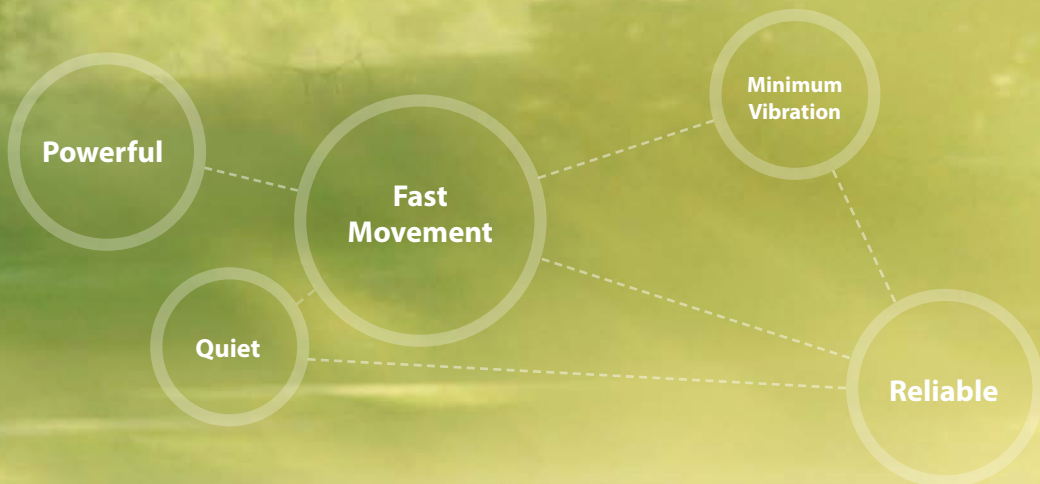 Powerful
Fast
Movement
Minimum
Vibration
Quiet
Reliable